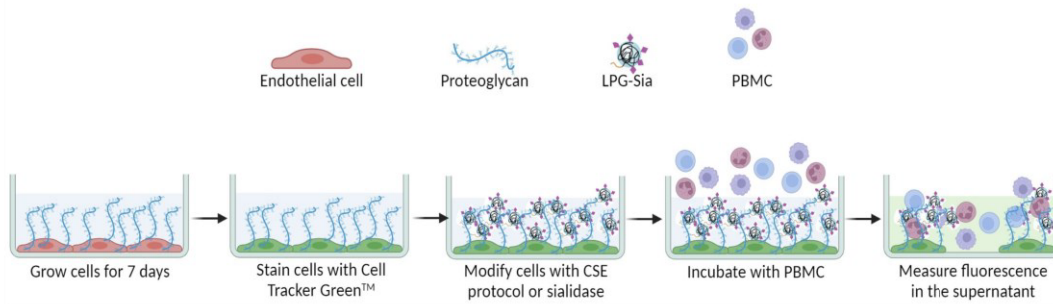 Endothelial cell
Proteoglycan
LPG-Sia
PBMC
Grow cells for 7 days
Stain cells with Cell
Tracker Green™
Modify cells with CSE
protocol or sialidase
Incubate with PBMC
Measure fluorescence
in the supernatant